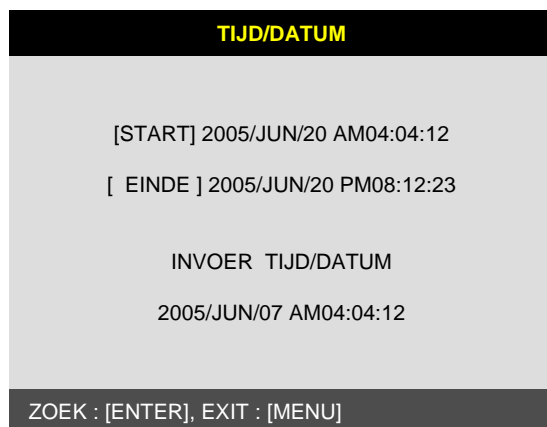 TIJD/DATUM
[START] 2005/JUN/20 AM04:04:12
[ EINDE ] 2005/JUN/20 PM08:12:23
INVOER TIJD/DATUM
2005/JUN/07 AM04:04:12
ZOEK : [ENTER], EXIT : [MENU]